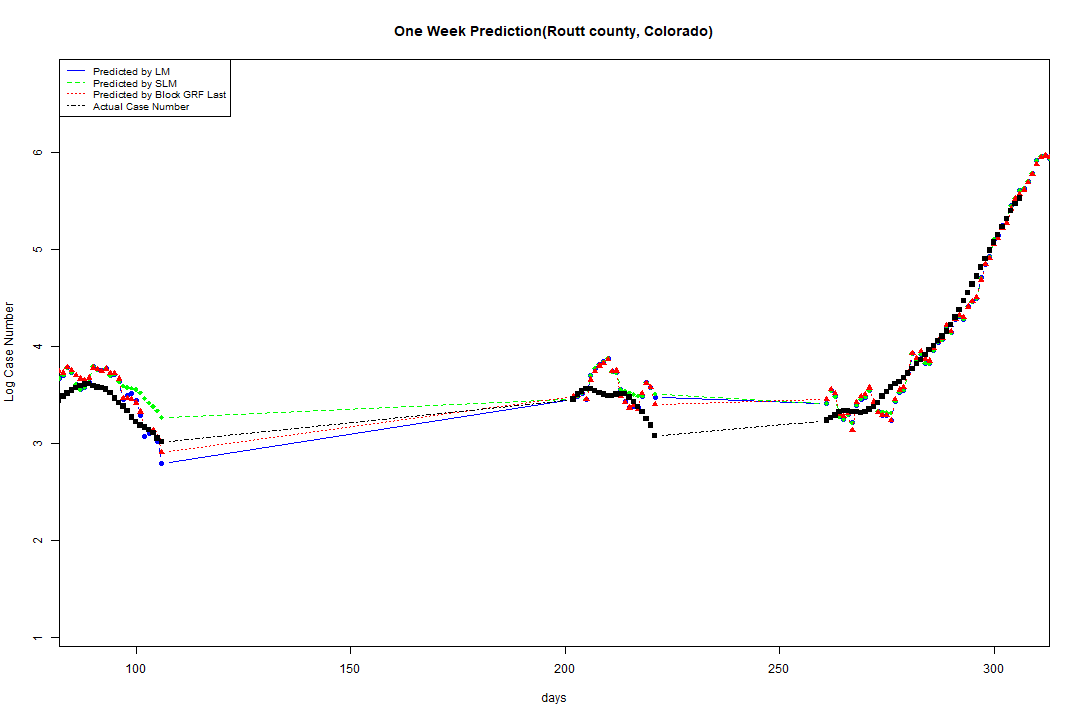 One Week Prediction(Routt county, Colorado)
Predicted by LM
Predicted by SLM
Predicted by Block GRF Last
Actual Case Number
6
5
4
3
2
1
Log Case Number
100 150 200 250 300
days